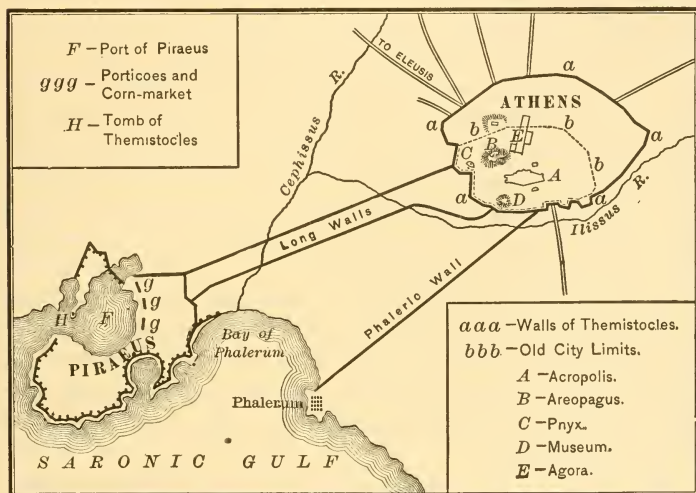 F – Port of Piraeus
ggg – Porticoes and
Corn-market
H – Tomb of
Themistocles
TO ELEUSIS
Cephissus R.
ATHENS
a
a
a
a
a
b
b
b
b
E
B
C
A
D
Ilissus R.
Long Walls
Phaleric Wall
g
g
g
H
F
PIRAEUS
Bay of
Phalerum
Phalerum
SARONIC GULF
aaa – Walls of Themistocles.
bbb – Old City Limits.
A – Acropolis.
B – Areopagus.
C – Pnyx.
D – Museum.
E – Agora.